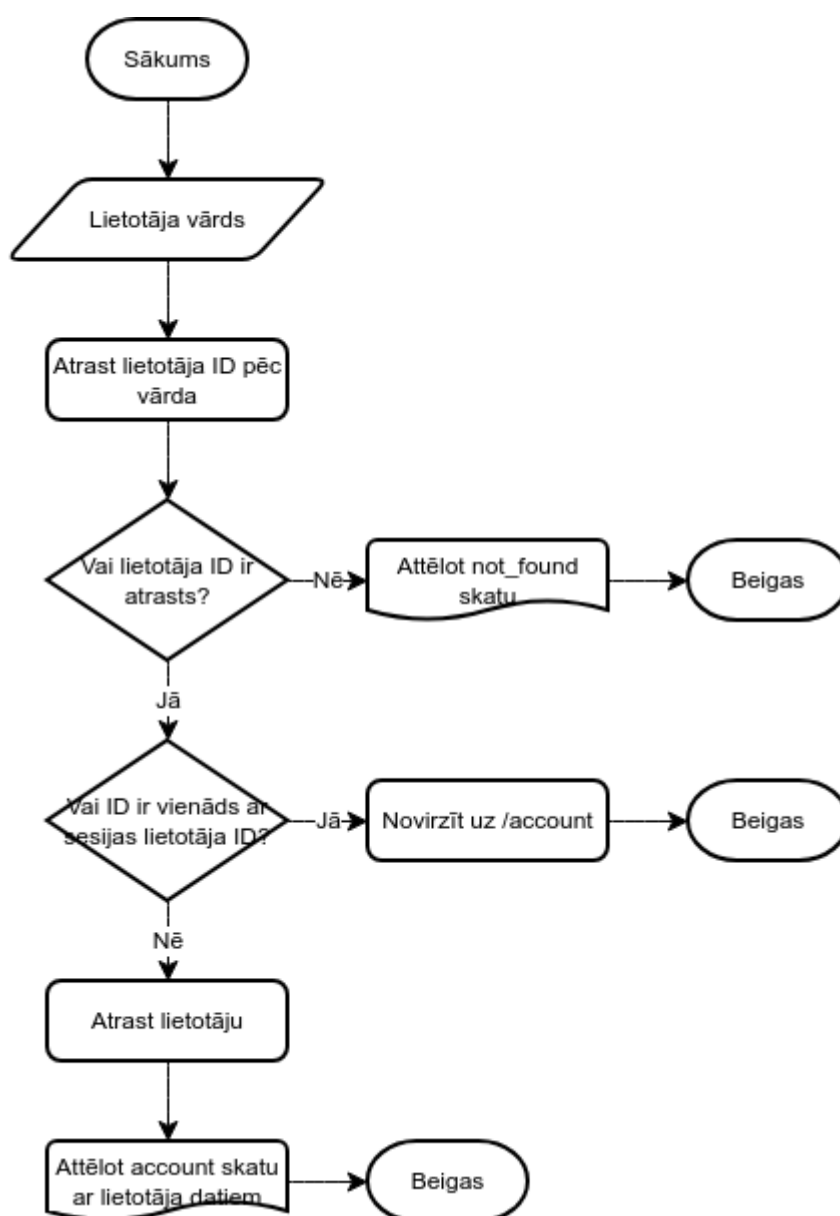 Sākums
Lietotāja vārds
Atrast lietotāja ID pēc
vārda
Vai lietotāja ID ir
atrasts?
Nē
Attēlot not_found
skatu
Beigas
Jā
Vai ID ir vienāds ar
sesijas lietotāja ID?
Jā
Novirzīt uz /account
Beigas
Nē
Atrast lietotāju
Attēlot account skatu
ar lietotāja datiem
Beigas